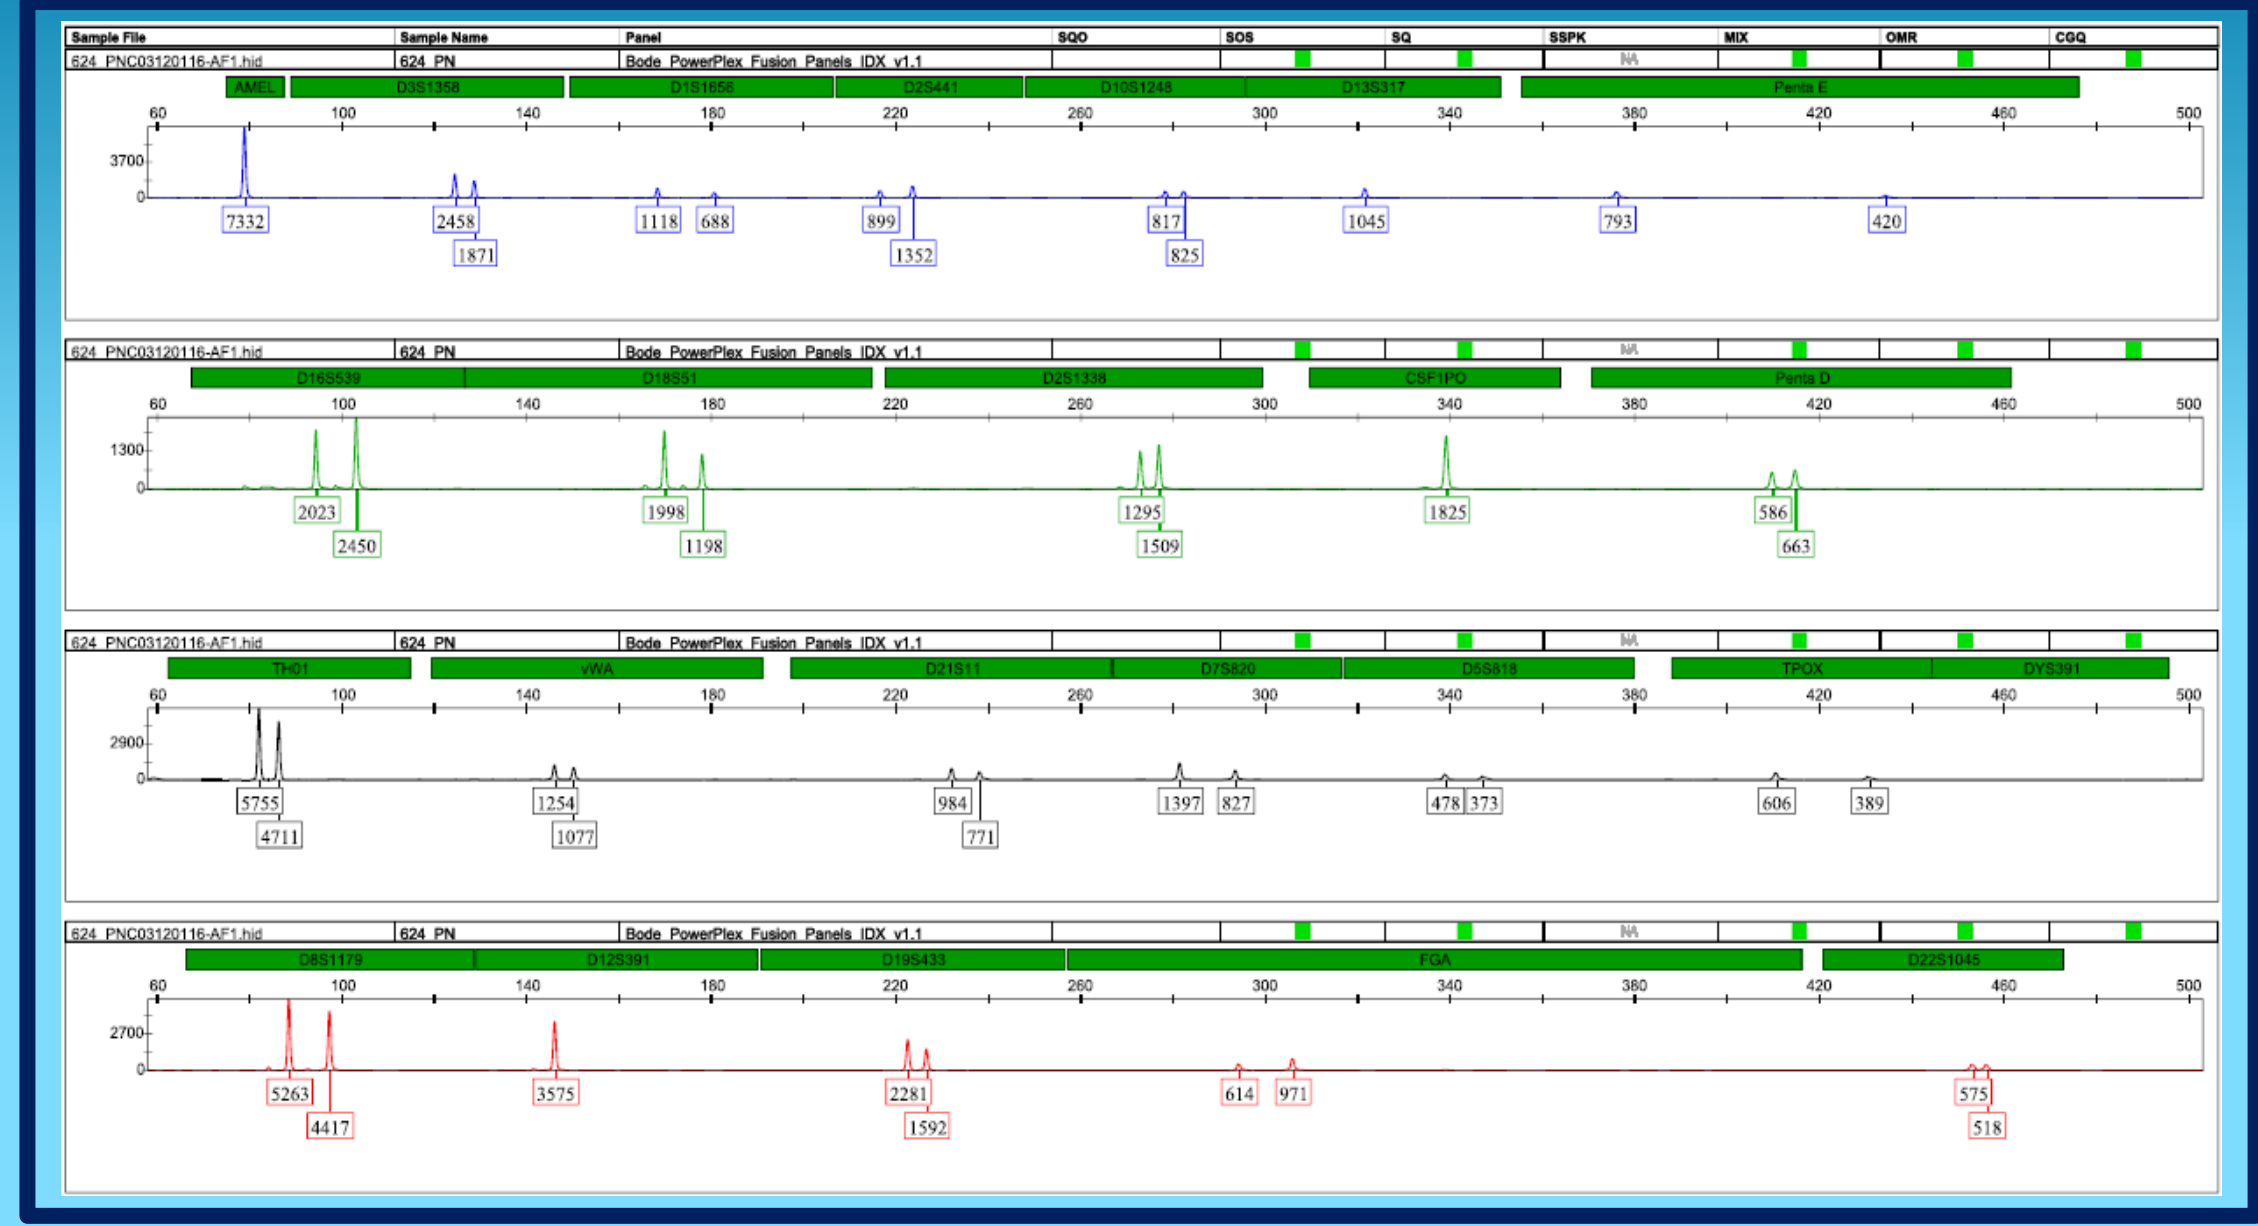 Sample File Sample Name Panel SQO SOS SQ SSPK MIX OMR CGQ
624_PNC03120116-AF1.hid 624_PN Bode_PowerPlex_Fusion_Panels_IDX_v1.1 NA
AMEL D3S1358 D1S1656 D2S441 D10S1248 D13S317 Penta E
60 100 140 180 220 260 300 340 380 420 460 500
3700
0
7332 2458 1118 688 899 817 1045 793 420
1871 1352 825
624_PNC03120116-AF1.hid 624_PN Bode_PowerPlex_Fusion_Panels_IDX_v1.1 NA
D16S539 D18S51 D2S1338 CSF1PO Penta D
60 100 140 180 220 260 300 340 380 420 460 500
1300
0
2023 1998 1295 1825 586
2450 1198 1509 663
624_PNC03120116-AF1.hid 624_PN Bode_PowerPlex_Fusion_Panels_IDX_v1.1 NA
TH01 vWA D21S11 D7S820 D5S818 TPOX DYS391
60 100 140 180 220 260 300 340 380 420 460 500
2900
0
5755 1254 984 1397 827 478 373 606 389
4711 1077 771
624_PNC03120116-AF1.hid 624_PN Bode_PowerPlex_Fusion_Panels_IDX_v1.1 NA
D8S1179 D12S391 D19S433 FGA D22S1045
60 100 140 180 220 260 300 340 380 420 460 500
2700
0
5263 3575 2281 614 971 575
4417 1592 518